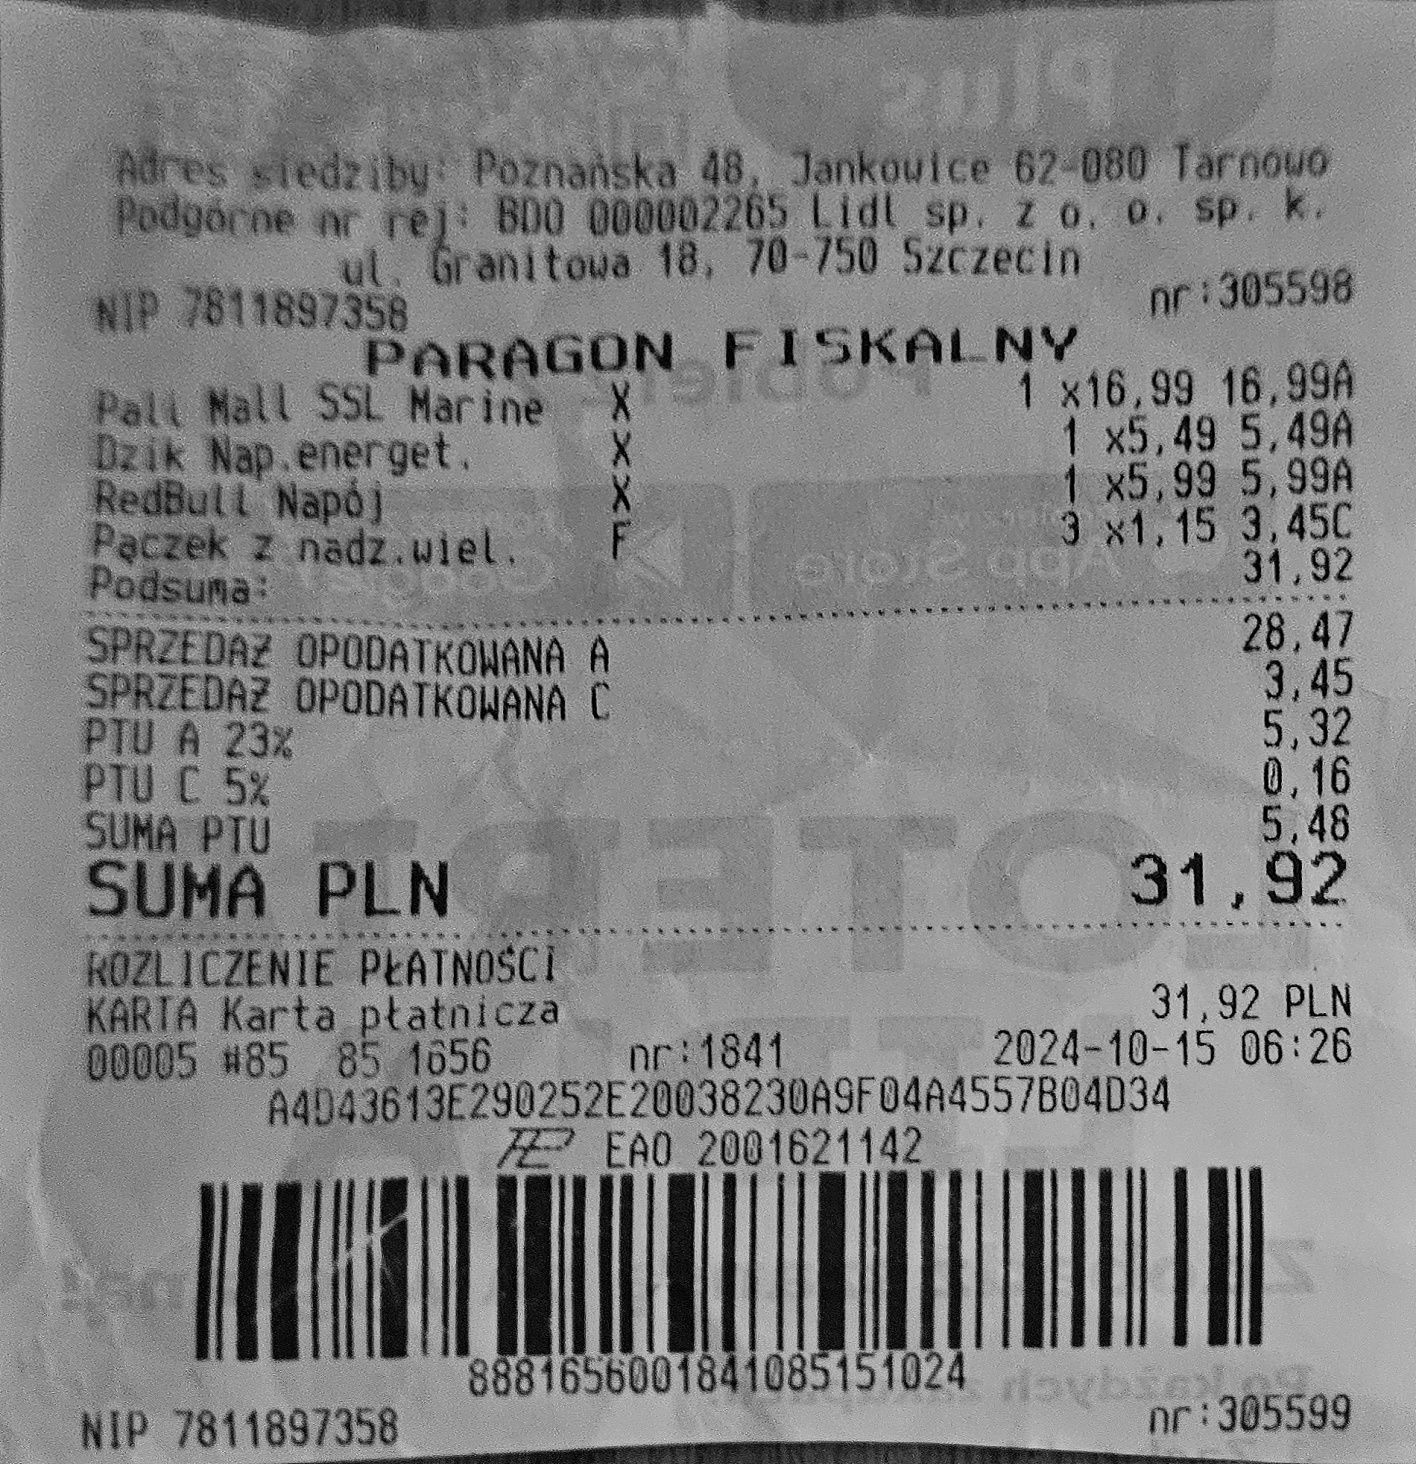 Adres siedziby: Poznańska 48, Jankowice 62-080 Tarnowo
Podgórne nr rej: BDO 000002265 Lidl sp. z o. o. sp. k.
ul. Granitowa 18, 70-750 Szczecin
NIP 7811897358 nr:305598
PARAGON FISKALNY
Pall Mall SSL Marine X 1 x16,99 16,99A
Dzik Nap.energet. X 1 x5,49 5,49A
RedBull Napój X 1 x5,99 5,99A
Pączek z nadz.wiel. F 3 x1,15 3,45C
Podsuma: 31,92
SPRZEDAŻ OPODATKOWANA A 28,47
SPRZEDAŻ OPODATKOWANA C 3,45
PTU A 23% 5,32
PTU C 5% 0,16
SUMA PTU 5,48
SUMA PLN 31,92
ROZLICZENIE PŁATNOŚCI
KARTA Karta płatnicza 31,92 PLN
00005 #85 85 1656 nr:1841 2024-10-15 06:26
A4D43613E290252E20038230A9F04A4557B04D34
EAO 2001621142
8881656001841085151024
NIP 7811897358 nr:305599